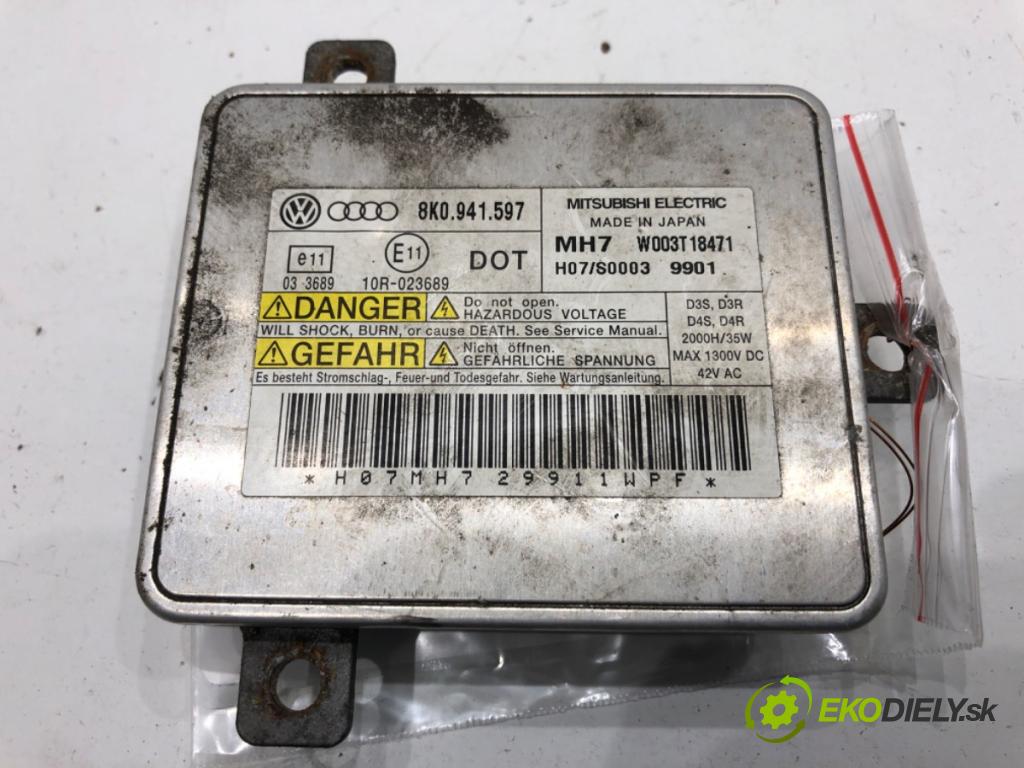 8K0.941.597
MITSUBISHI ELECTRIC
MADE IN JAPAN
MH7 W003T18471
H07/S0003 9901
e11
03 3689
E11
10R-023689
DOT
DANGER
Do not open.
HAZARDOUS VOLTAGE
WILL SHOCK, BURN, or cause DEATH. See Service Manual.
GEFAHR
Nicht öffnen.
GEFÄHRLICHE SPANNUNG
Es besteht Stromschlag-, Feuer-und Todesgefahr. Siehe Wartungsanleitung.
D3S, D3R
D4S, D4R
2000H/35W
MAX 1300V DC
42V AC
*H07MH729911WPF*
EKODIELY.sk